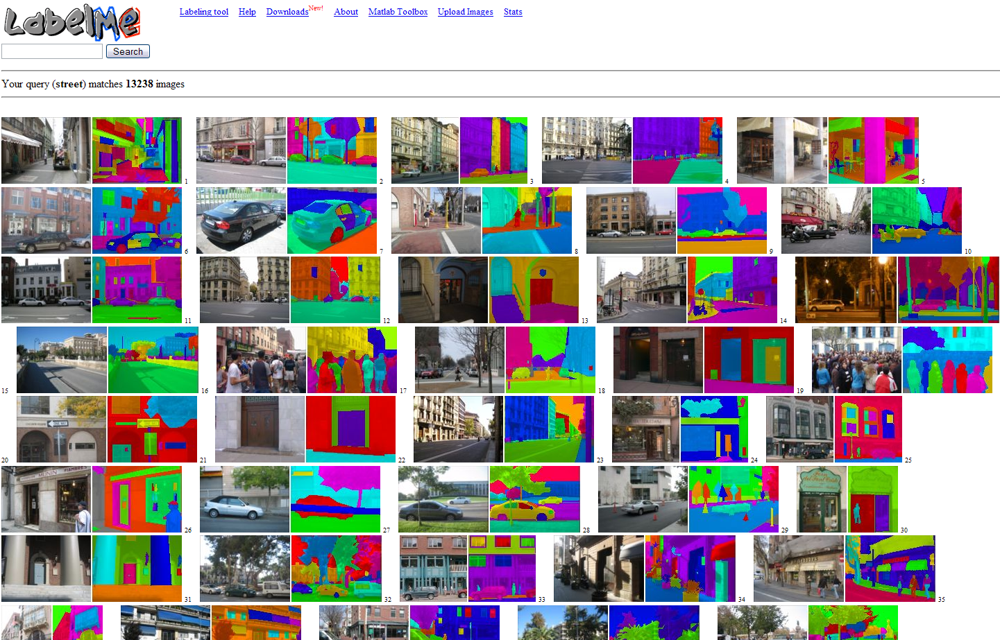 LabelMe
Labeling tool Help Downloads New! About Matlab Toolbox Upload Images Stats
Search
Your query (street) matches 13238 images
1 2 3 4 5
6 7 8 9 10
11 12 13 14
15 16 17 18 19
20 21 22 23 24 25
26 27 28 29 30
31 32 33 34 35